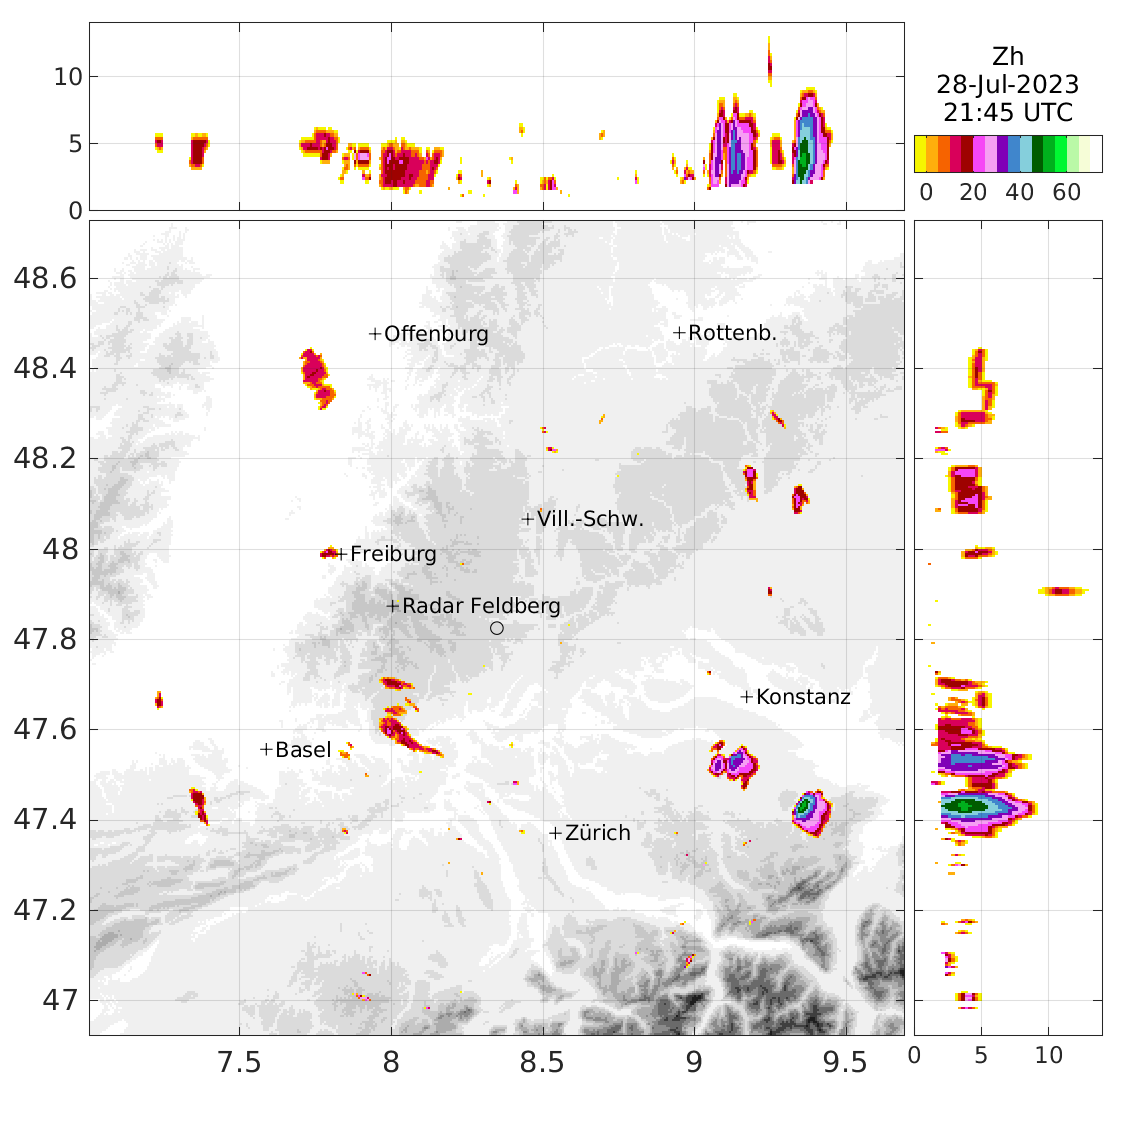 Zh
28-Jul-2023
21:45 UTC
0 20 40 60
10
5
0
48.6
48.4
48.2
48
47.8
47.6
47.4
47.2
47
+Offenburg
+Rottenb.
+Vill.-Schw.
+Freiburg
+Radar Feldberg
+Konstanz
+Basel
+Zürich
7.5 8 8.5 9 9.5
0 5 10